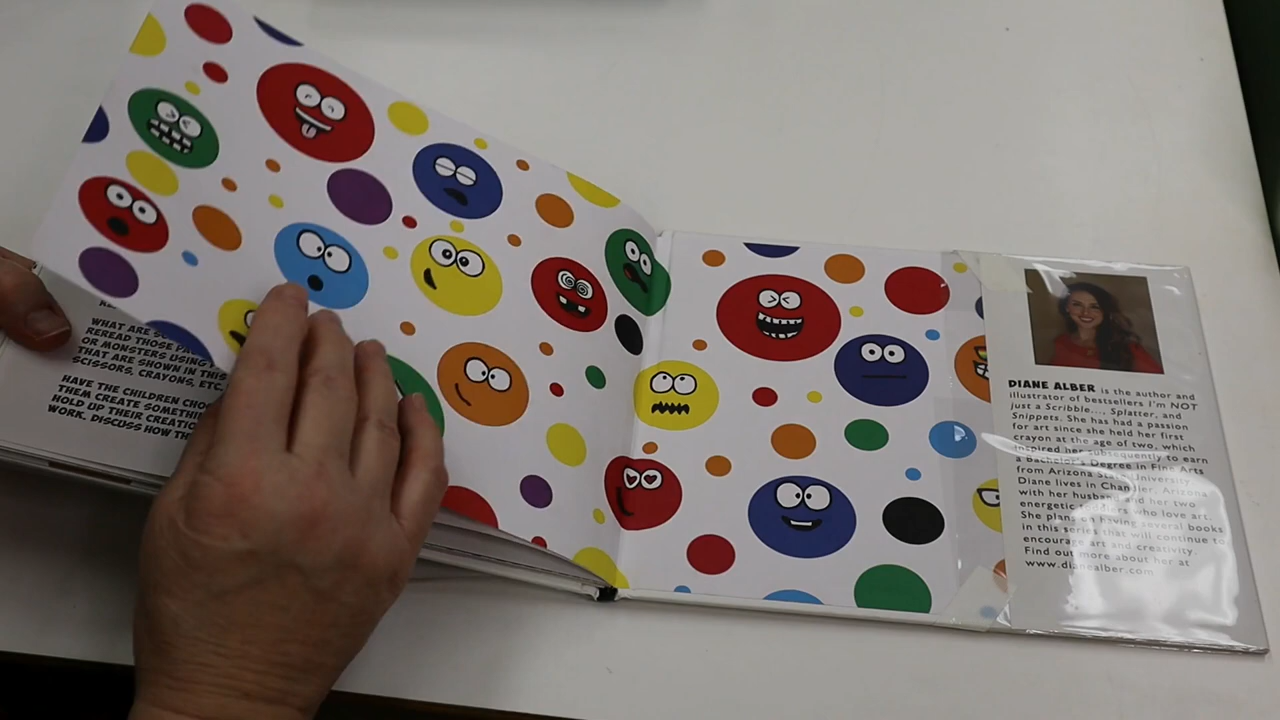 WHAT ARE
REREAD THOSE
OR MOMSTERS USING
THAT ARE SHOWN IN THIS
SCISSORS, CRAYONS, ETC.
HAVE THE CHILDREN
THEM CREATE
HOLD UP THEIR
WORK. DISCUSS HOW
DIANE ALBER is the author and
illustrator of bestsellers I'm NOT
just a Scribble..., Splatter, and
Snippets. She has had a passion
for art since she held her first
crayon at the age of two, which
inspired her subsequently to earn
a Bachelor's Degree in Fine Arts
from Arizona State University.
Diane lives in Chandler, Arizona
with her husband and her two
energetic toddlers who love art.
She plans on having several books
in this series that will continue to
encourage art and creativity.
Find out more about her at
www.dianealber.com